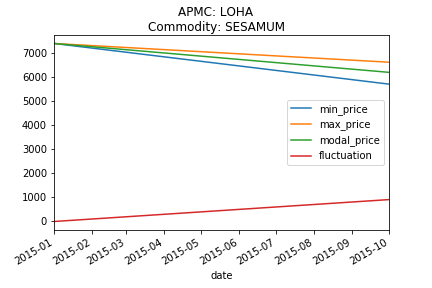 APMC: LOHA
Commodity: SESAMUM
7000
6000
5000
4000
3000
2000
1000
0
min_price
max_price
modal_price
fluctuation
2015-01
2015-02
2015-03
2015-04
2015-05
2015-06
2015-07
2015-08
2015-09
2015-10
date